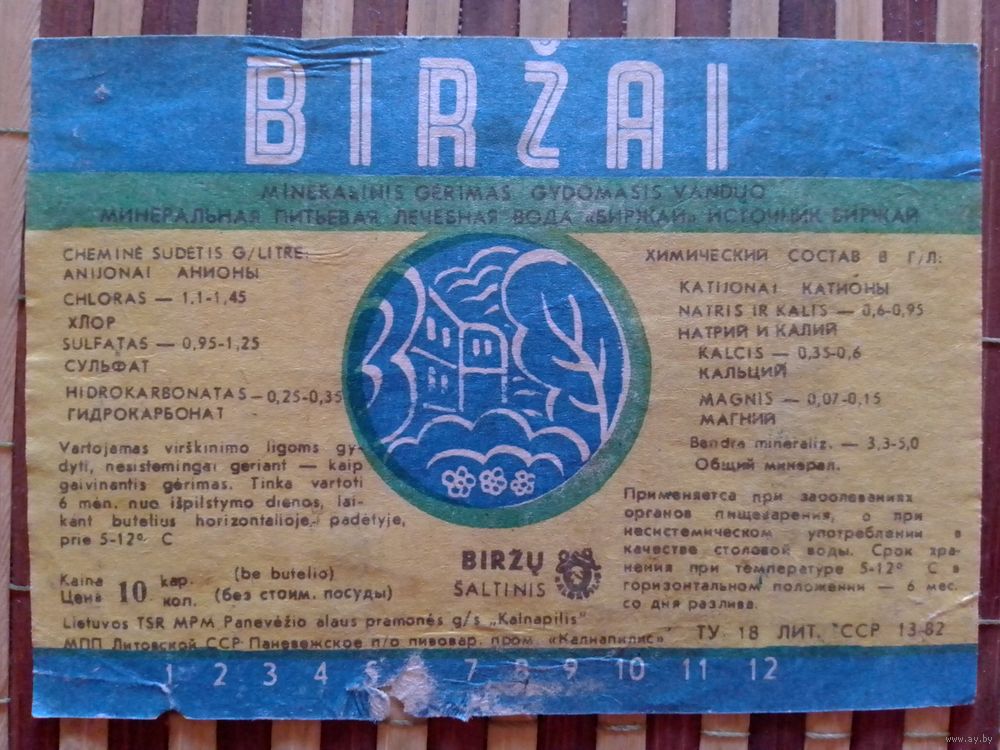 BIRŽAI
MINERALINIS GĖRIMAS GYDOMASIS VANDUO
МИНЕРАЛЬНАЯ ПИТЬЕВАЯ ЛЕЧЕБНАЯ ВОДА «БИРЖАЙ» ИСТОЧНИК БИРЖАЙ
CHEMINĖ SUDĖTIS G/LITRE:
ANIJONAI АНИОНЫ
CHLORAS — 1,1-1,45
ХЛОР
SULFATAS — 0,95-1,25
СУЛЬФАТ
HIDROKARBONATAS — 0,25-0,35
ГИДРОКАРБОНАТ
Vartojamas virškinimo ligoms gy-
dyti, nesistemingai geriant — kaip
gaivinantis gėrimas. Tinka vartoti
6 mėn. nuo išpilstymo dienos, lai-
kant butelius horizontalioje padėtyje,
prie 5-12° C
Kaina 10 kap. (be butelio)
Цена 10 коп. (без стоим. посуды)
ХИМИЧЕСКИЙ СОСТАВ В Г/Л:
KATIJONAI КАТИОНЫ
NATRIS IR KALIS — 0,6-0,95
НАТРИЙ И КАЛИЙ
KALCIS — 0,35-0,6
КАЛЬЦИЙ
MAGNIS — 0,07-0,15
МАГНИЙ
Bendra mineraliz. — 3,3-5,0
Общий минерал.
Применяется при заболеваниях
органов пищеварения, а при
несистемическом употреблении в
качестве столовой воды. Срок хра-
нения при температуре 5-12° С в
горизонтальном положении — 6 мес.
со дня разлива.
BIRŽŲ
ŠALTINIS
Lietuvos TSR MPM Panevėžio alaus pramonės g/s „Kalnapilis"
МПП Литовской ССР Паневежское п/о пивовар. пром. «Калнапилис»
ТУ 18 ЛИТ. ССР 13-82
1 2 3 4 5 7 8 9 10 11 12
www.ay.by